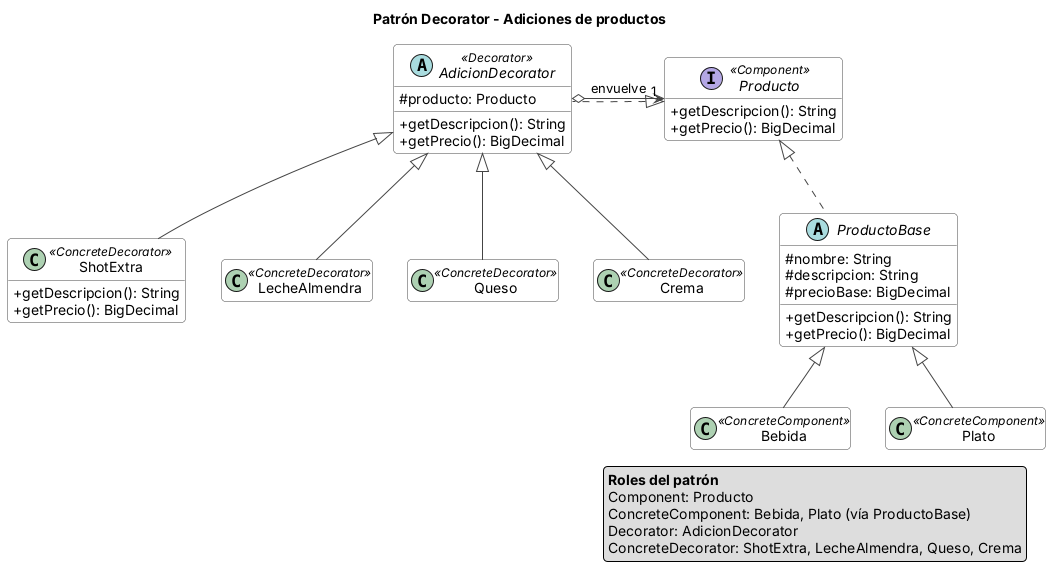 Patrón Decorator - Adiciones de productos
A
«Decorator»
AdicionDecorator
#producto: Producto
+getDescripcion(): String
+getPrecio(): BigDecimal
envuelve 1
I
«Component»
Producto
+getDescripcion(): String
+getPrecio(): BigDecimal
C
«ConcreteDecorator»
ShotExtra
+getDescripcion(): String
+getPrecio(): BigDecimal
C
«ConcreteDecorator»
LecheAlmendra
C
«ConcreteDecorator»
Queso
C
«ConcreteDecorator»
Crema
A
ProductoBase
#nombre: String
#descripcion: String
#precioBase: BigDecimal
+getDescripcion(): String
+getPrecio(): BigDecimal
C
«ConcreteComponent»
Bebida
C
«ConcreteComponent»
Plato
Roles del patrón
Component: Producto
ConcreteComponent: Bebida, Plato (vía ProductoBase)
Decorator: AdicionDecorator
ConcreteDecorator: ShotExtra, LecheAlmendra, Queso, Crema